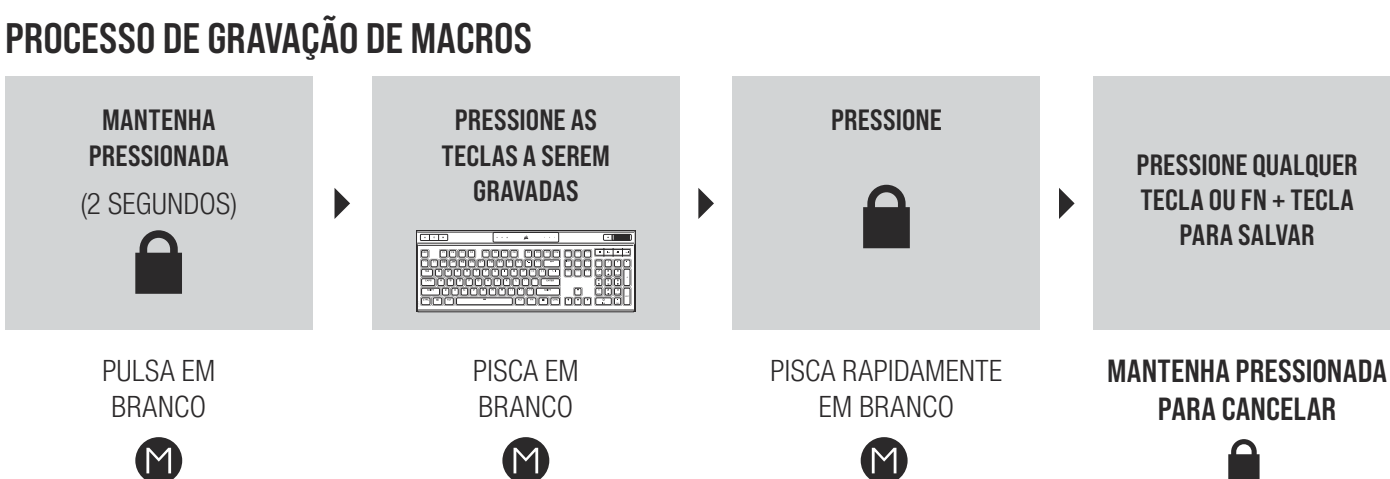 PROCESSO DE GRAVAÇÃO DE MACROS
MANTENHA
PRESSIONADA
(2 SEGUNDOS)
PRESSIONE AS
TECLAS A SEREM
GRAVADAS
PRESSIONE
PRESSIONE QUALQUER
TECLA OU FN + TECLA
PARA SALVAR
PULSA EM
BRANCO
M
PISCA EM
BRANCO
M
PISCA RAPIDAMENTE
EM BRANCO
M
MANTENHA PRESSIONADA
PARA CANCELAR